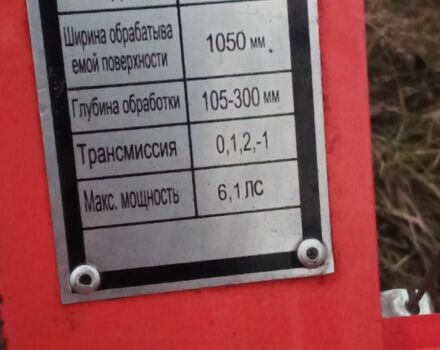 Ширина обрабатыва
емой поверхности
1050 мм
Глубина обработки 105-300 мм
Трансмиссия 0,1,2,-1
Макс. мощность 6,1 ЛС